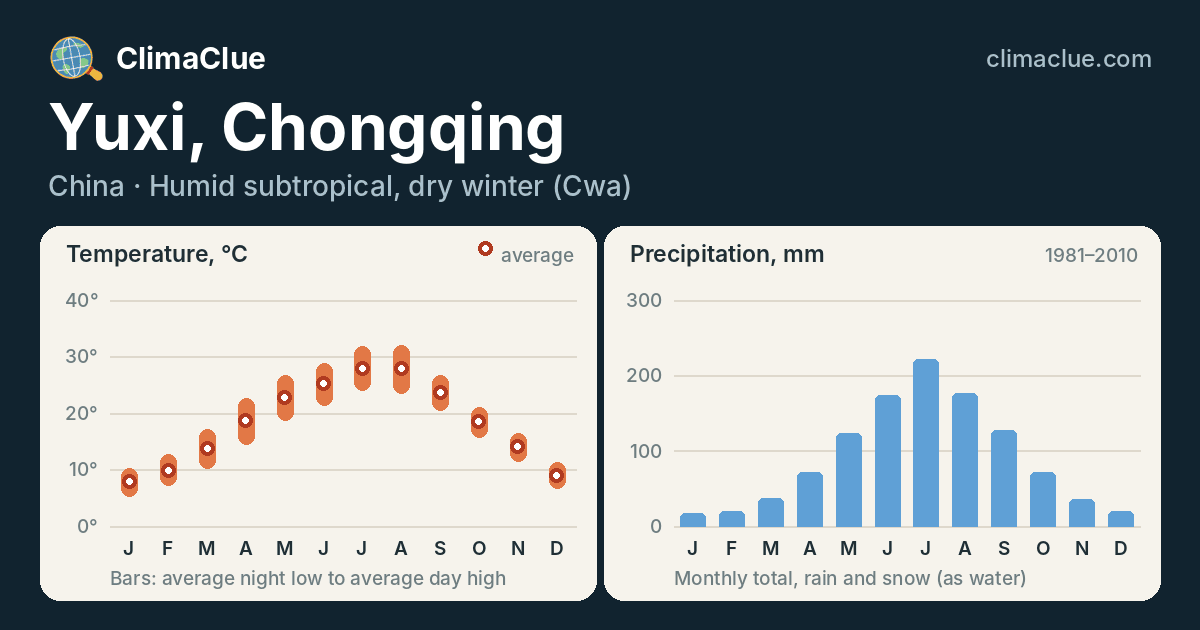 ClimaClue
climaclue.com
Yuxi, Chongqing
China · Humid subtropical, dry winter (Cwa)
Temperature, °C
average
40°
30°
20°
10°
0°
J F M A M J J A S O N D
Bars: average night low to average day high
Precipitation, mm
1981–2010
300
200
100
0
J F M A M J J A S O N D
Monthly total, rain and snow (as water)